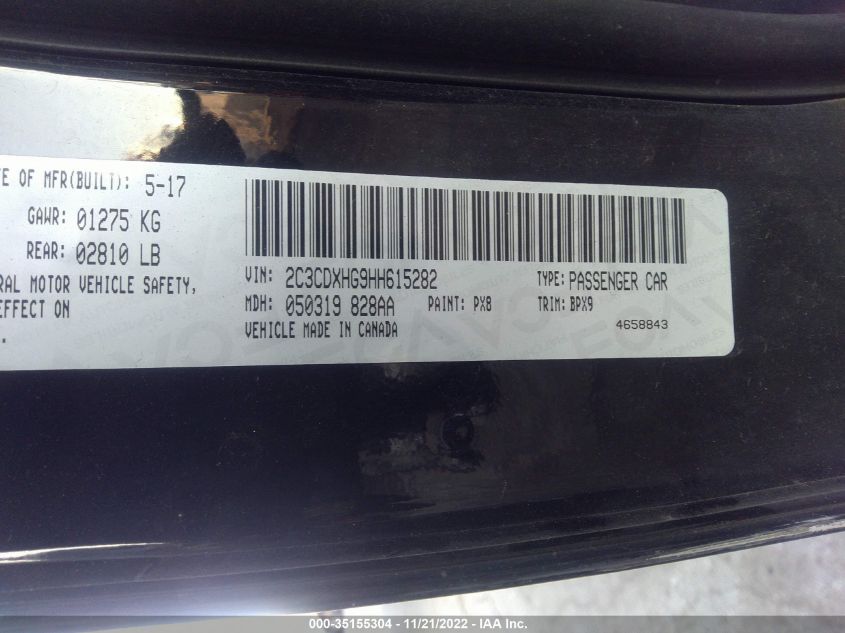 TE OF MFR(BUILT): 5-17
GAWR: 01275 KG
REAR: 02810 LB
RAL MOTOR VEHICLE SAFETY,
EFFECT ON
VIN: 2C3CDXHG9HH615282 TYPE: PASSENGER CAR
MDH: 050319 828AA PAINT: PX8 TRIM: BPX9
VEHICLE MADE IN CANADA 4658843
000-35155304 | 11/21/2022 - IAA Inc.